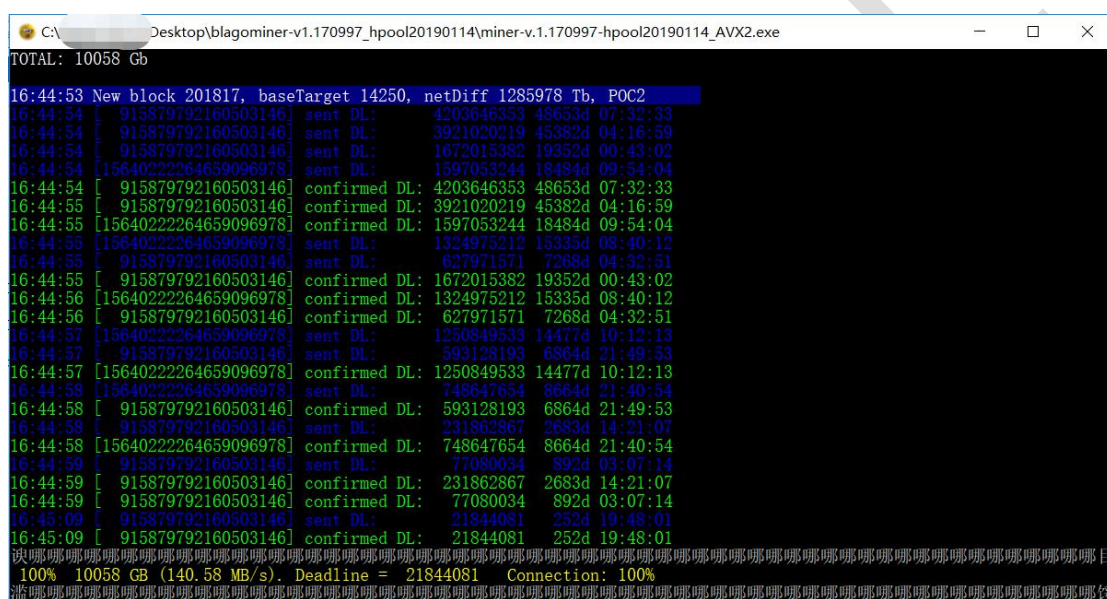 C:\ Desktop\blagominer-v1.170997_hpool20190114\miner-v.1.170997-hpool20190114_AVX2.exe
TOTAL: 10058 Gb
16:44:53 New block 201817, baseTarget 14250, netDiff 1285978 Tb, POC2
16:44:54 [ 915879792160503146] sent DL: 4203646353 48653d 07:32:33
16:44:54 [ 915879792160503146] sent DL: 3921020219 45382d 04:16:59
16:44:54 [ 915879792160503146] sent DL: 1672015382 19352d 00:43:02
16:44:54 [15640222264659096978] sent DL: 1597053244 18484d 09:54:04
16:44:54 [ 915879792160503146] confirmed DL: 4203646353 48653d 07:32:33
16:44:55 [ 915879792160503146] confirmed DL: 3921020219 45382d 04:16:59
16:44:55 [15640222264659096978] confirmed DL: 1597053244 18484d 09:54:04
16:44:55 [15640222264659096978] sent DL: 1324975212 15335d 08:40:12
16:44:55 [ 915879792160503146] sent DL: 627971571 7268d 04:32:51
16:44:55 [ 915879792160503146] confirmed DL: 1672015382 19352d 00:43:02
16:44:56 [15640222264659096978] confirmed DL: 1324975212 15335d 08:40:12
16:44:56 [ 915879792160503146] confirmed DL: 627971571 7268d 04:32:51
16:44:57 [15640222264659096978] sent DL: 1250849533 14477d 10:12:13
16:44:57 [ 915879792160503146] sent DL: 593128193 6864d 21:49:53
16:44:57 [15640222264659096978] confirmed DL: 1250849533 14477d 10:12:13
16:44:58 [15640222264659096978] sent DL: 748647654 8664d 21:40:54
16:44:58 [ 915879792160503146] confirmed DL: 593128193 6864d 21:49:53
16:44:58 [ 915879792160503146] sent DL: 231862867 2683d 14:21:07
16:44:58 [15640222264659096978] confirmed DL: 748647654 8664d 21:40:54
16:44:59 [ 915879792160503146] sent DL: 77080034 892d 03:07:14
16:44:59 [ 915879792160503146] confirmed DL: 231862867 2683d 14:21:07
16:44:59 [ 915879792160503146] confirmed DL: 77080034 892d 03:07:14
16:45:09 [ 915879792160503146] sent DL: 21844081 252d 19:48:01
16:45:09 [ 915879792160503146] confirmed DL: 21844081 252d 19:48:01
100% 10058 GB (140.58 MB/s). Deadline = 21844081 Connection: 100%